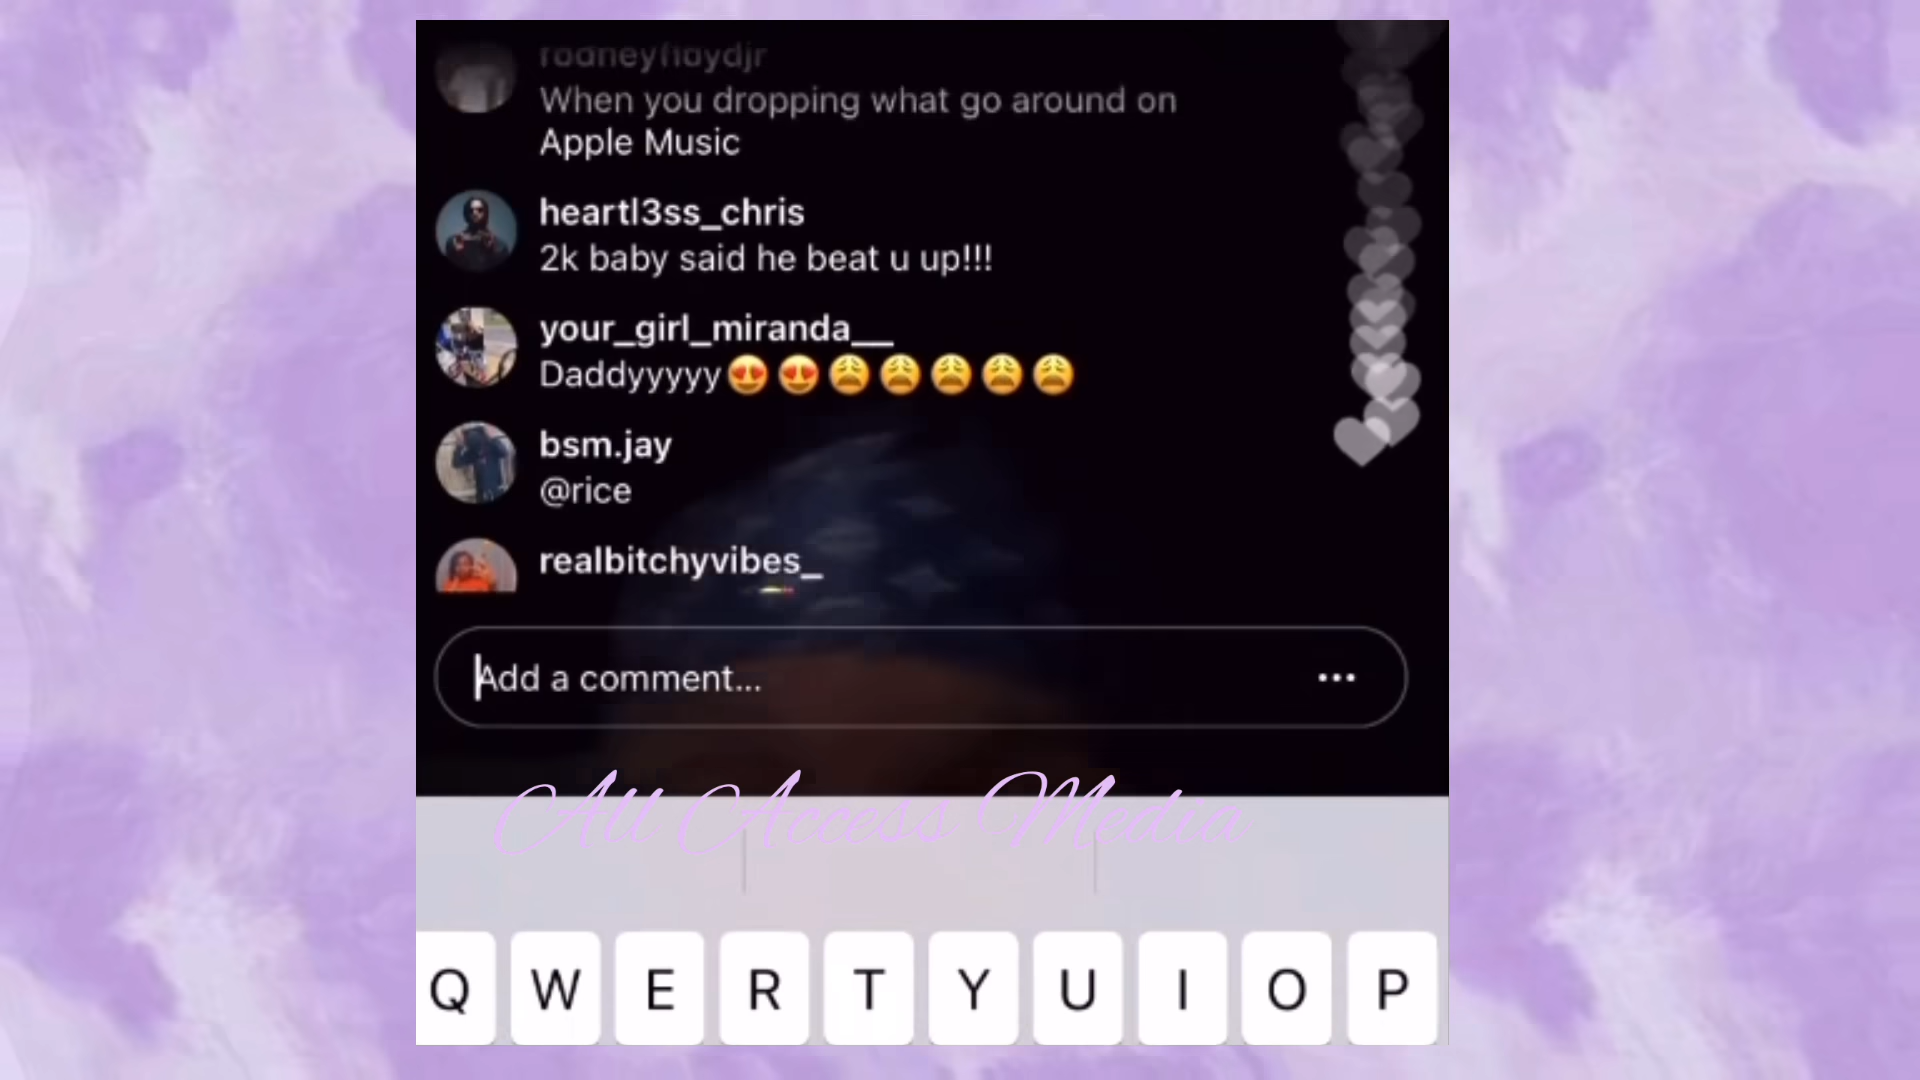 rodneyfloydjr
When you dropping what go around on
Apple Music
heartl3ss_chris
2k baby said he beat u up!!!
your_girl_miranda__
Daddyyyyy😍😍😩😩😩😩😩
bsm.jay
@rice
realbitchyvibes_
Add a comment...
All Access Media
Q W E R T Y U I O P